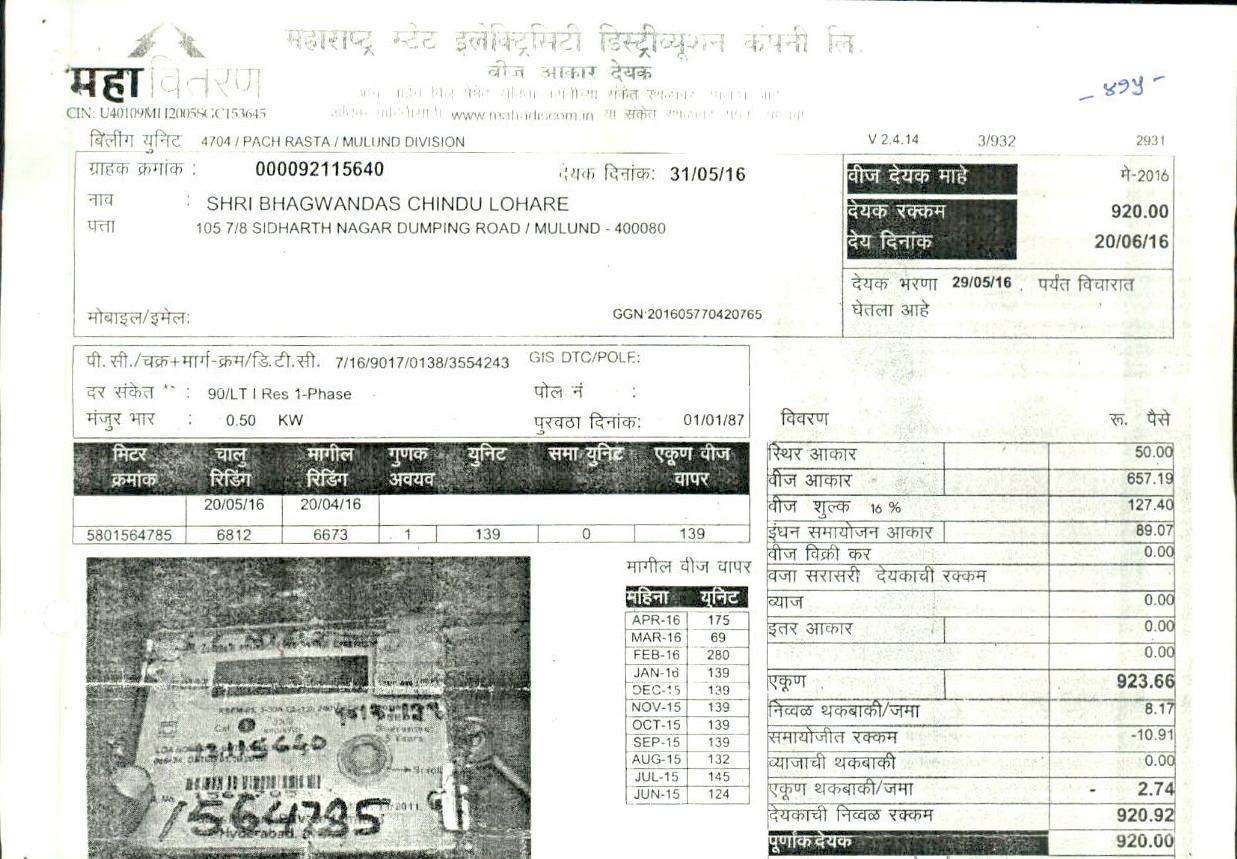 महाराष्ट्र स्टेट इलेक्ट्रिसिटी डिस्ट्रीब्यूशन कंपनी लि.
महावितरण
वीज आकार देयक
- ४९५ -
CIN: U40109MH2005SGC153645
www.mahadiscom.in या संकेत
बिलींग युनिट 4704 / PACH RASTA / MULUND DIVISION V 2.4.14 3/932 2931
ग्राहक क्रमांक : 000092115640 देयक दिनांक: 31/05/16
नाव : SHRI BHAGWANDAS CHINDU LOHARE
पत्ता 105 7/8 SIDHARTH NAGAR DUMPING ROAD / MULUND - 400080
मोबाइल/इमेल: GGN:201605770420765
वीज देयक माहे मे-2016
देयक रक्कम 920.00
देय दिनांक 20/06/16
देयक भरणा 29/05/16 पर्यंत विचारात
घेतला आहे
पी.सी./चक्र+मार्ग-क्रम/डि.टी.सी. 7/16/9017/0138/3554243 GIS DTC/POLE:
दर संकेत ** : 90/LT I Res 1-Phase पोल नं :
मंजुर भार : 0.50 KW पुरवठा दिनांक: 01/01/87
मिटर क्रमांक चालु रिडिंग मागील रिडिंग गुणक अवयव युनिट समा युनिट एकूण वीज वापर
20/05/16 20/04/16
5801564785 6812 6673 1 139 0 139
मागील वीज वापर
महिना युनिट
APR-16 175
MAR-16 69
FEB-16 280
JAN-16 139
DEC-15 139
NOV-15 139
OCT-15 139
SEP-15 139
AUG-15 132
JUL-15 145
JUN-15 124
विवरण रू. पैसे
स्थिर आकार 50.00
वीज आकार 657.19
वीज शुल्क 16 % 127.40
इंधन समायोजन आकार 89.07
वीज विक्री कर 0.00
वजा सरासरी देयकाची रक्कम
व्याज 0.00
इतर आकार 0.00
0.00
एकूण 923.66
निव्वळ थकबाकी/जमा 8.17
समायोजीत रक्कम -10.91
व्याजाची थकबाकी 0.00
एकूण थकबाकी/जमा - 2.74
देयकाची निव्वळ रक्कम 920.92
पूर्णांक देयक 920.00
Scroll
1564785
Hyderabad